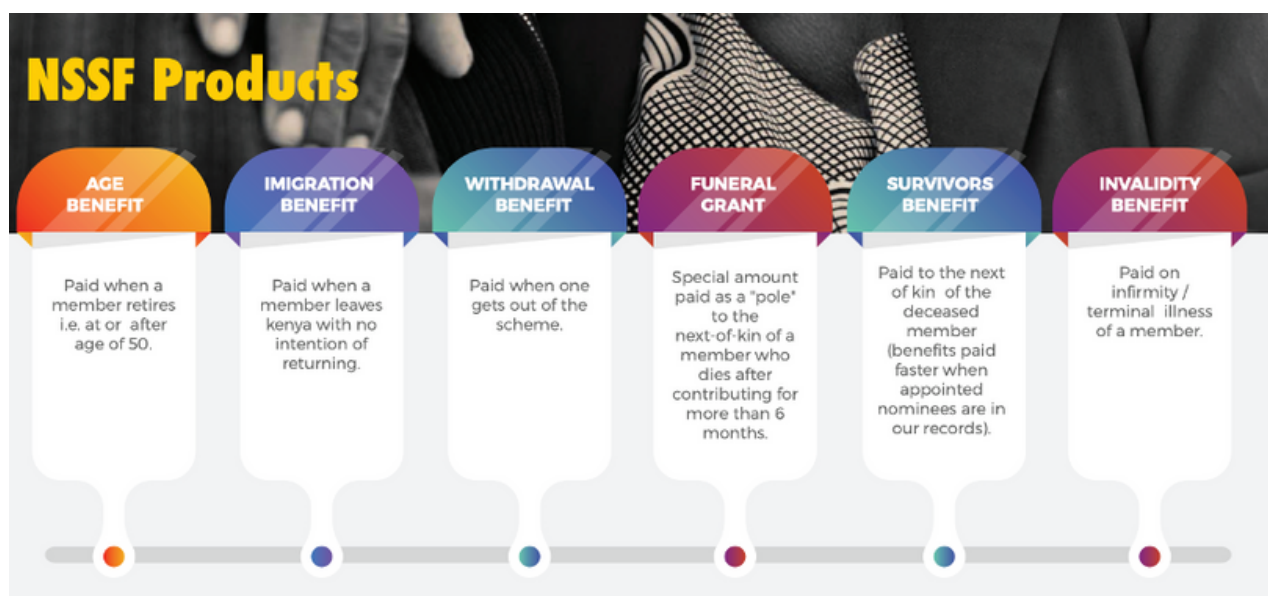 NSSF Products
AGE
BENEFIT
Paid when a
member retires
i.e. at or after
age of 50.
IMIGRATION
BENEFIT
Paid when a
member leaves
kenya with no
intention of
returning.
WITHDRAWAL
BENEFIT
Paid when one
gets out of the
scheme.
FUNERAL
GRANT
Special amount
paid as a "pole"
to the
next-of-kin of a
member who
dies after
contributing for
more than 6
months.
SURVIVORS
BENEFIT
Paid to the next
of kin of the
deceased
member
(benefits paid
faster when
appointed
nominees are in
our records).
INVALIDITY
BENEFIT
Paid on
infirmity /
terminal illness
of a member.